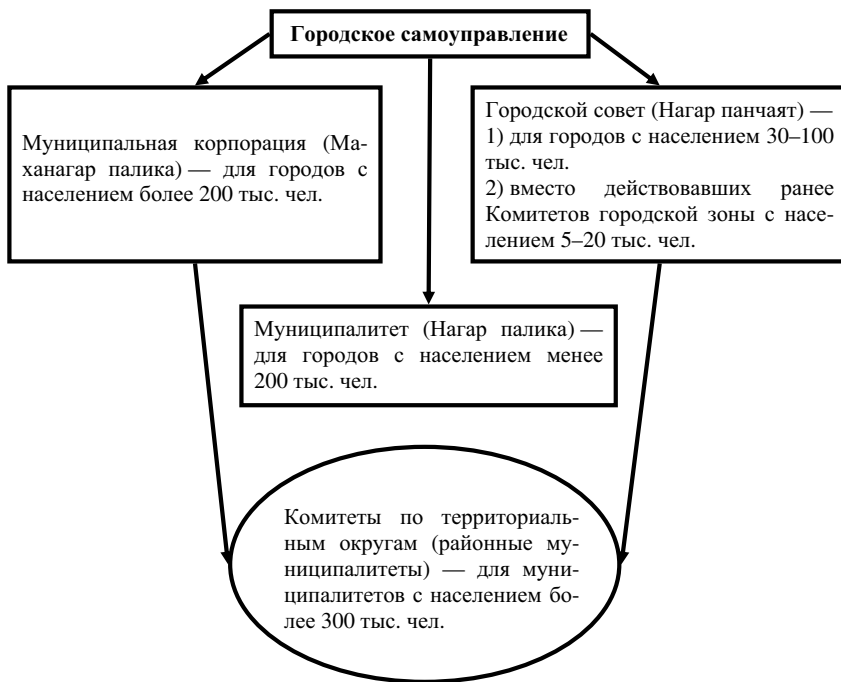 Городское самоуправление
Муниципальная корпорация (Ма-
ханагар палика) — для городов с
населением более 200 тыс. чел.
Городской совет (Нагар панчаят) —
1) для городов с населением 30–100
тыс. чел.
2) вместо действовавших ранее
Комитетов городской зоны с насе-
лением 5–20 тыс. чел.
Муниципалитет (Нагар палика) —
для городов с населением менее
200 тыс. чел.
Комитеты по территориаль-
ным округам (районные му-
ниципалитеты) — для муни-
ципалитетов с населением бо-
лее 300 тыс. чел.